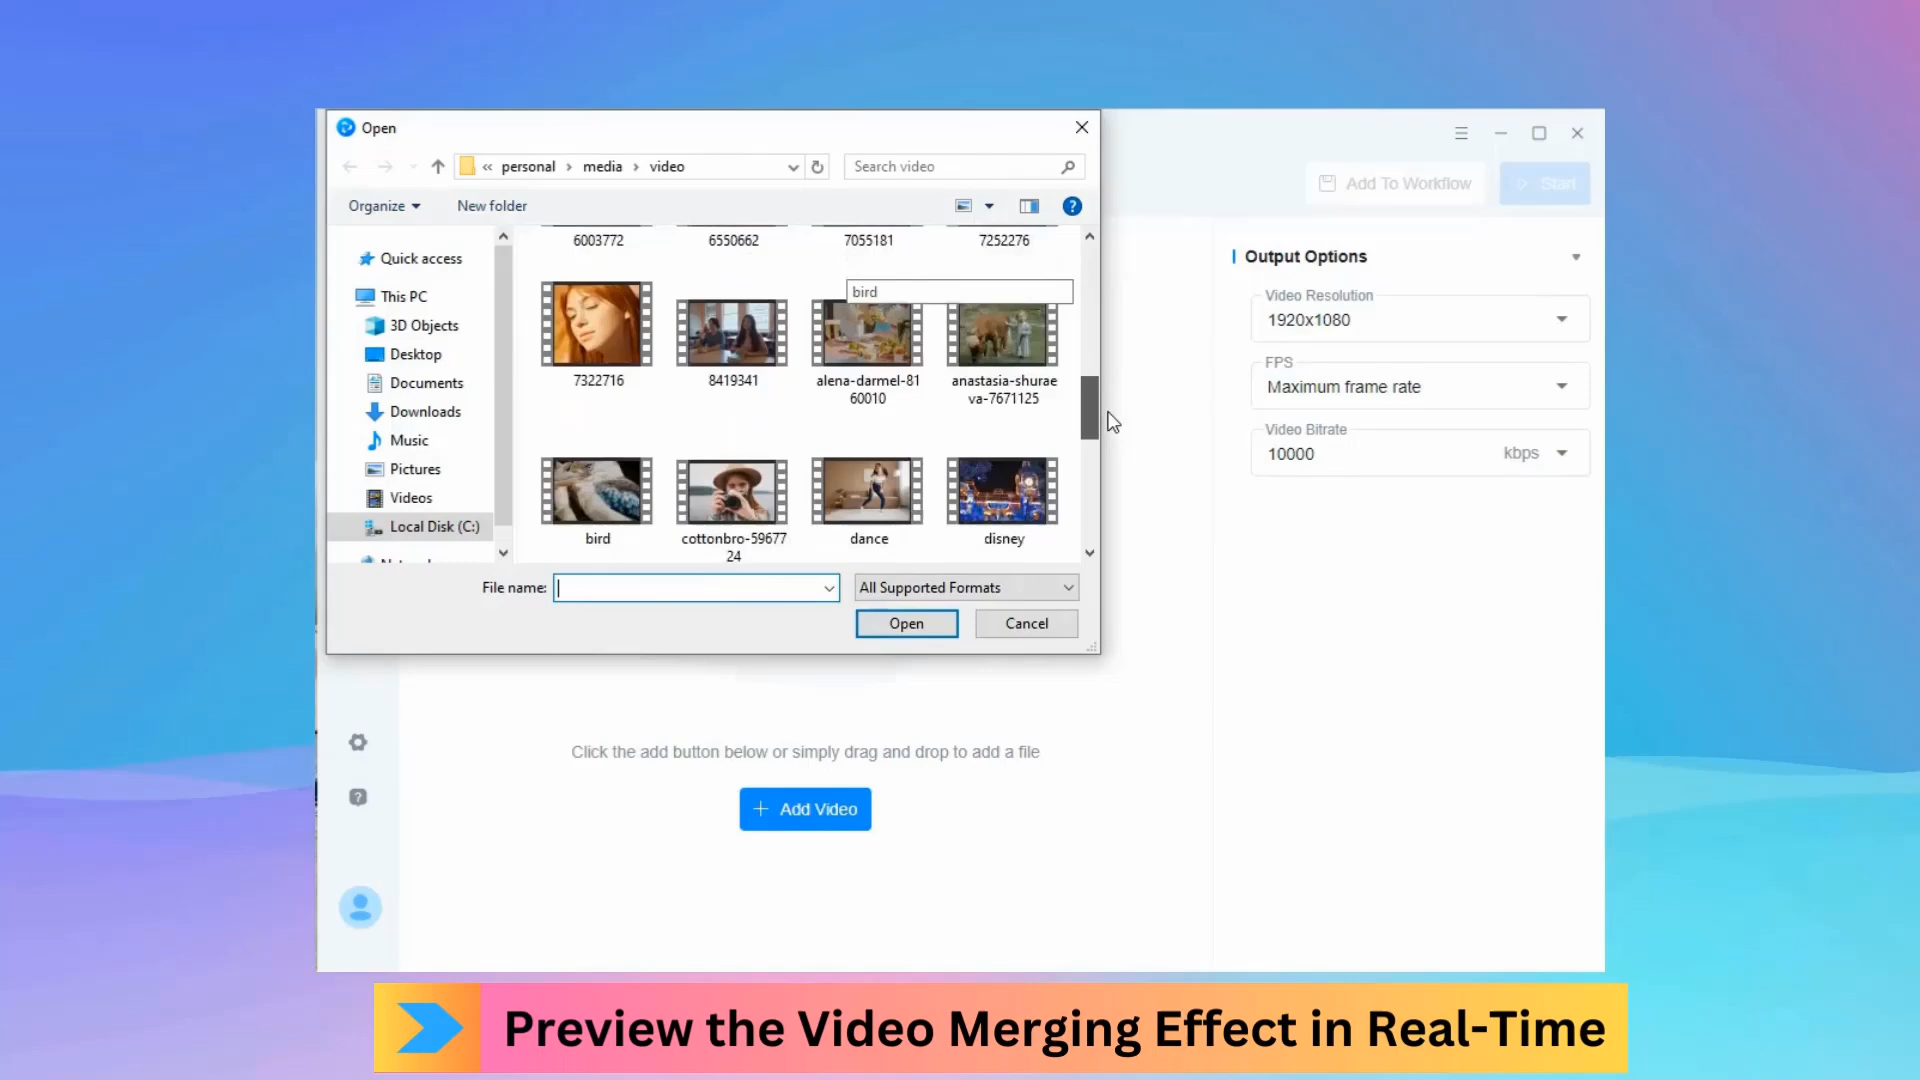 Open
« personal › media › video
Search video
Organize
New folder
Add To Workflow
Start
Quick access
This PC
3D Objects
Desktop
Documents
Downloads
Music
Pictures
Videos
Local Disk (C:)
6003772
6550662
7055181
7252276
bird
7322716
8419341
alena-darmel-81
60010
anastasia-shurae
va-7671125
bird
cottonbro-59677
24
dance
disney
File name:
All Supported Formats
Open
Cancel
Output Options
Video Resolution
1920x1080
FPS
Maximum frame rate
Video Bitrate
10000
kbps
Click the add button below or simply drag and drop to add a file
+ Add Video
Preview the Video Merging Effect in Real-Time